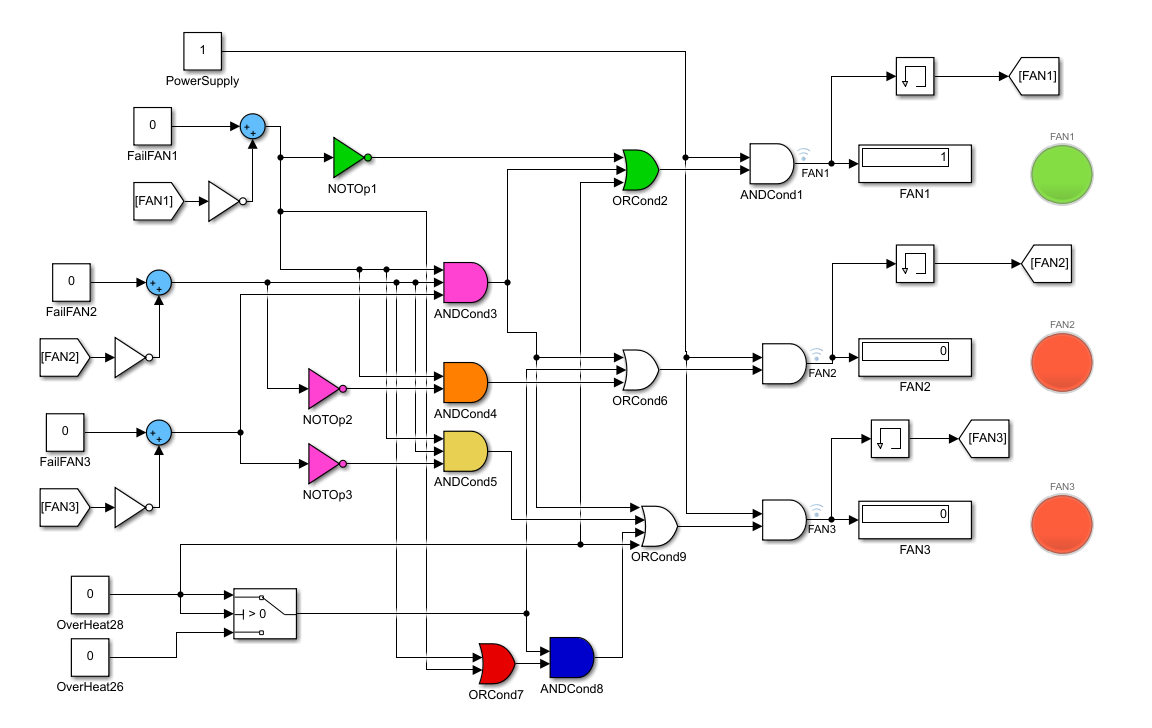 1
PowerSupply
[FAN1]
0
FailFAN1
NOTOp1
ORCond2
ANDCond1
FAN1
1
FAN1
FAN1
[FAN1]
[FAN2]
0
FailFAN2
ANDCond3
[FAN2]
NOTOp2
ANDCond4
ORCond6
FAN2
0
FAN2
FAN2
0
FailFAN3
[FAN3]
[FAN3]
NOTOp3
ANDCond5
ORCond9
FAN3
0
FAN3
FAN3
0
OverHeat28
> 0
0
OverHeat26
ORCond7
ANDCond8